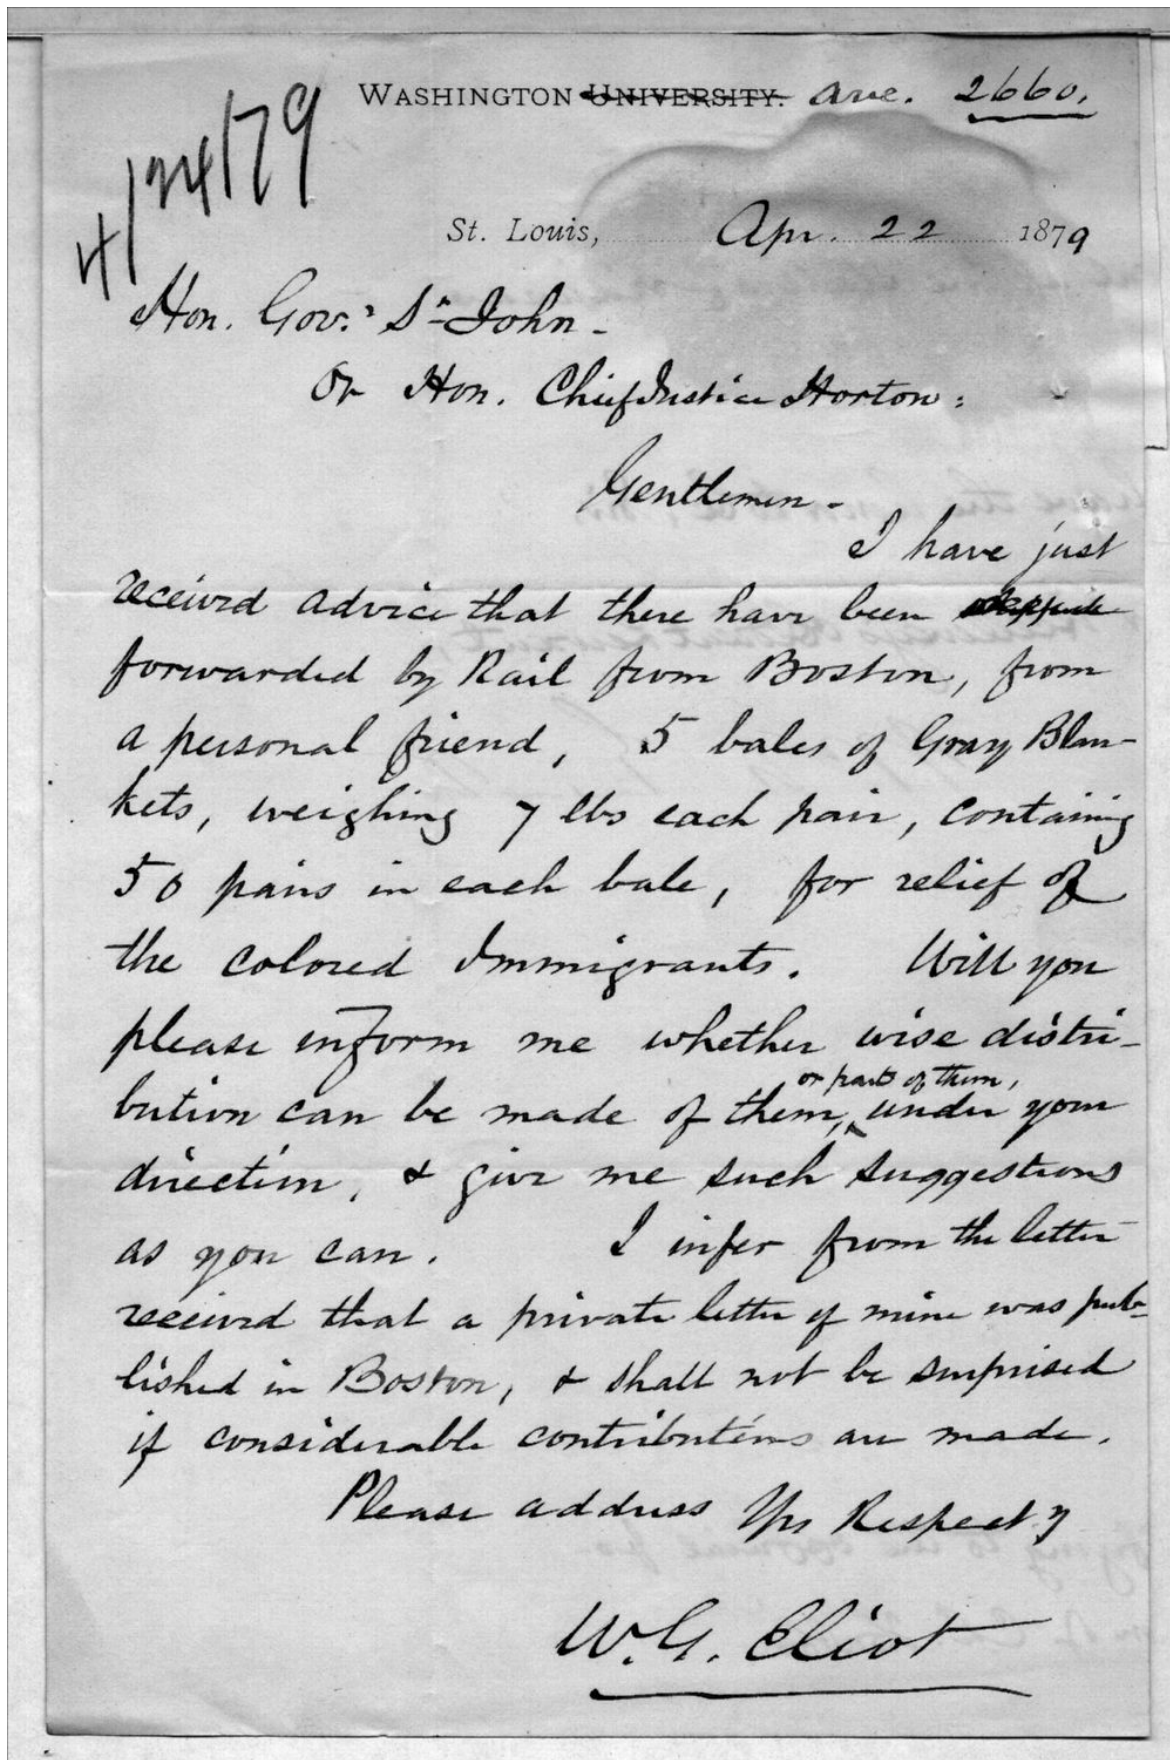 WASHINGTON UNIVERSITY. Ave. 2660.
4/24/79
St. Louis, Apr. 22 1879
Hon. Gov.r St John -
Or Hon. Chief Justice Horton:
Gentlemen -
I have just
received advice that there have been
forwarded by Rail from Boston, from
a personal friend, 5 bales of Gray Blan-
kets, weighing 7 lbs each pair, containing
50 pairs in each bale, for relief of
the colored Immigrants. Will you
please inform me whether wise distri-
or part of them,
bution can be made of them, under your
direction, & give me such suggestions
as you can. I infer from the letter
received that a private letter of mine was pub-
lished in Boston, & shall not be surprised
if considerable contributions are made.
Please address Yrs Respect'y
W. G. Eliot